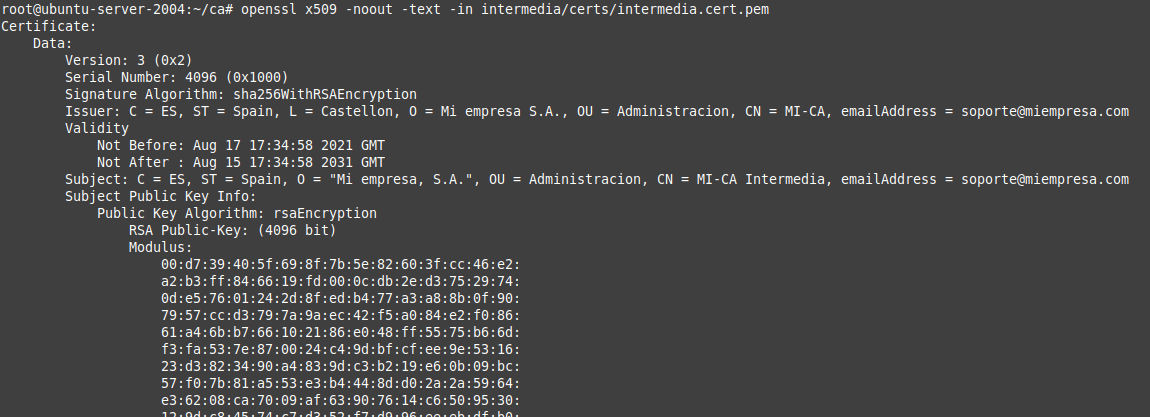 root@ubuntu-server-2004:~/ca# openssl x509 -noout -text -in intermedia/certs/intermedia.cert.pem
Certificate:
    Data:
        Version: 3 (0x2)
        Serial Number: 4096 (0x1000)
        Signature Algorithm: sha256WithRSAEncryption
        Issuer: C = ES, ST = Spain, L = Castellon, O = Mi empresa S.A., OU = Administracion, CN = MI-CA, emailAddress = soporte@miempresa.com
        Validity
            Not Before: Aug 17 17:34:58 2021 GMT
            Not After : Aug 15 17:34:58 2031 GMT
        Subject: C = ES, ST = Spain, O = "Mi empresa, S.A.", OU = Administracion, CN = MI-CA Intermedia, emailAddress = soporte@miempresa.com
        Subject Public Key Info:
            Public Key Algorithm: rsaEncryption
                RSA Public-Key: (4096 bit)
                Modulus:
                    00:d7:39:40:5f:69:8f:7b:5e:82:60:3f:cc:46:e2:
                    a2:b3:ff:84:66:19:fd:00:0c:db:2e:d3:75:29:74:
                    0d:e5:76:01:24:2d:8f:ed:b4:77:a3:a8:8b:0f:90:
                    79:57:cc:d3:79:7a:9a:ec:42:f5:a0:84:e2:f0:86:
                    61:a4:6b:b7:66:10:21:86:e0:48:ff:55:75:b6:6d:
                    f3:fa:53:7e:87:00:24:c4:9d:bf:cf:ee:9e:53:16:
                    23:d3:82:34:90:a4:83:9d:c3:b2:19:e6:0b:09:bc:
                    57:f0:7b:81:a5:53:e3:b4:44:8d:d0:2a:2a:59:64:
                    e3:62:08:ca:70:09:af:63:90:76:14:c6:50:95:30: